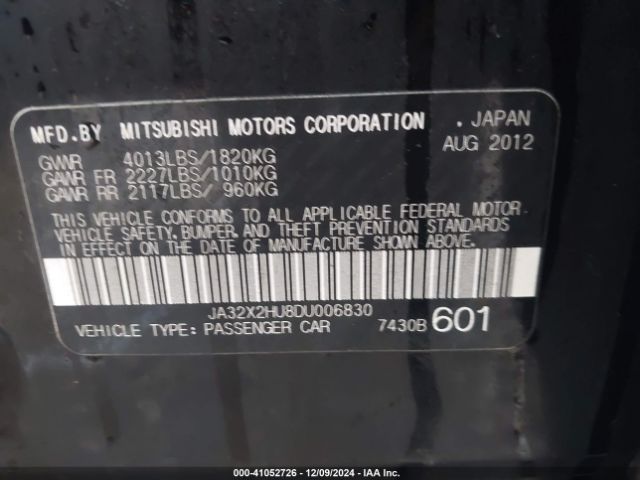 MFD.BY MITSUBISHI MOTORS CORPORATION . JAPAN
AUG 2012
GVWR 4013LBS/1820KG
GAWR FR 2227LBS/1010KG
GAWR RR 2117LBS/ 960KG
THIS VEHICLE CONFORMS TO ALL APPLICABLE FEDERAL MOTOR
VEHICLE SAFETY, BUMPER, AND THEFT PREVENTION STANDARDS
IN EFFECT ON THE DATE OF MANUFACTURE SHOWN ABOVE.
JA32X2HU8DU006830
VEHICLE TYPE: PASSENGER CAR 7430B 601
000-41052726 - 12/09/2024 - IAA Inc.